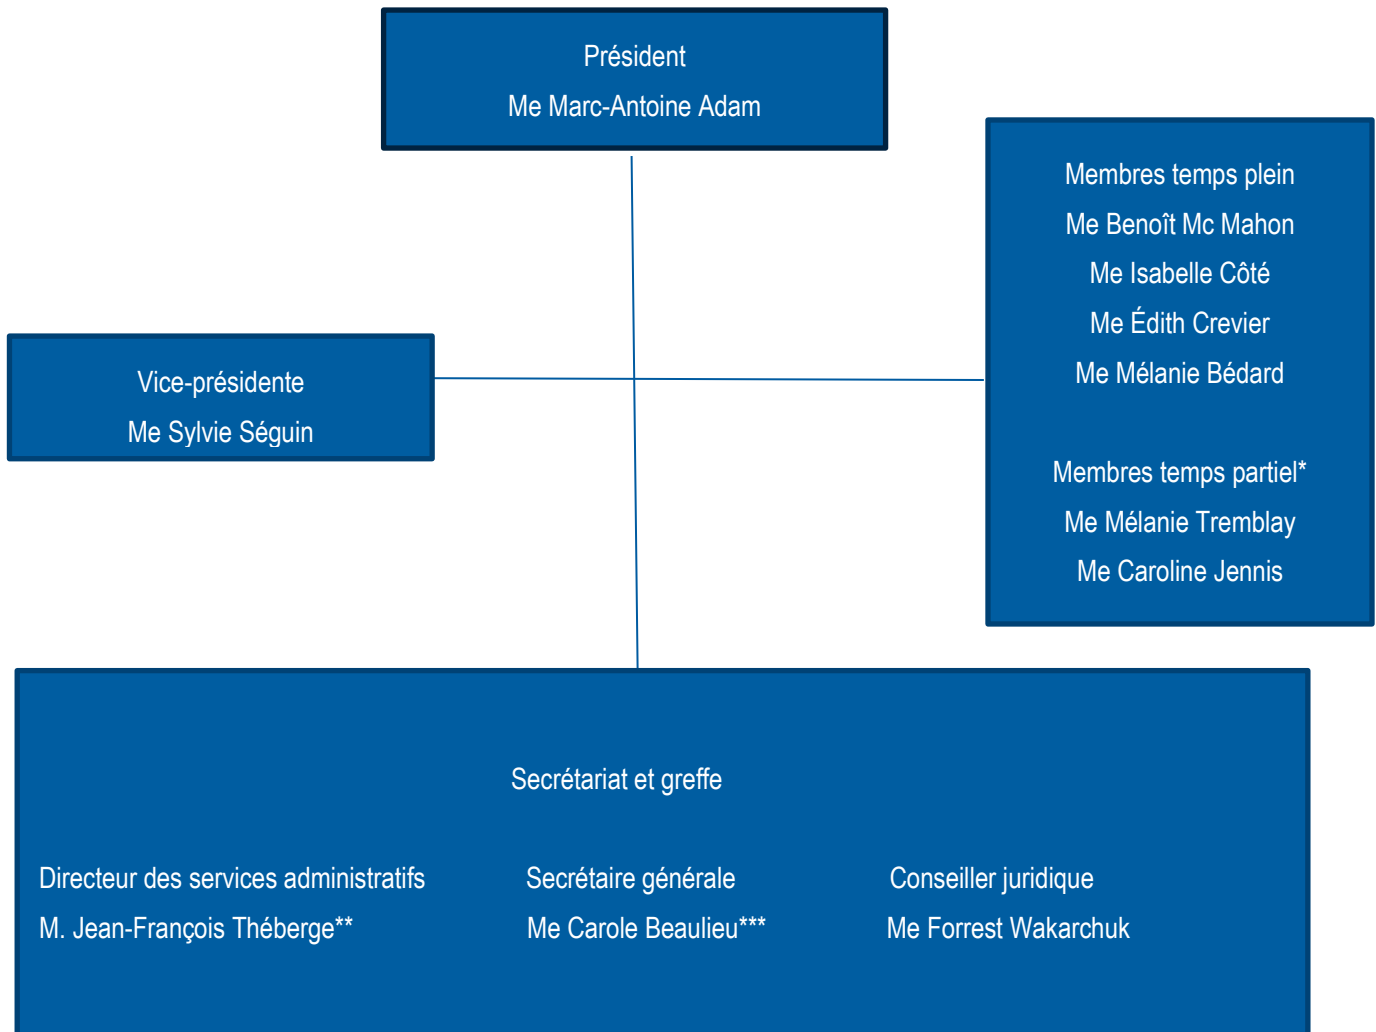 Président
Me Marc-Antoine Adam
Membres temps plein
Me Benoît Mc Mahon
Me Isabelle Côté
Me Édith Crevier
Me Mélanie Bédard
Membres temps partiel*
Me Mélanie Tremblay
Me Caroline Jennis
Vice-présidente
Me Sylvie Séguin
Secrétariat et greffe
Directeur des services administratifs Secrétaire générale Conseiller juridique
M. Jean-François Théberge** Me Carole Beaulieu*** Me Forrest Wakarchuk